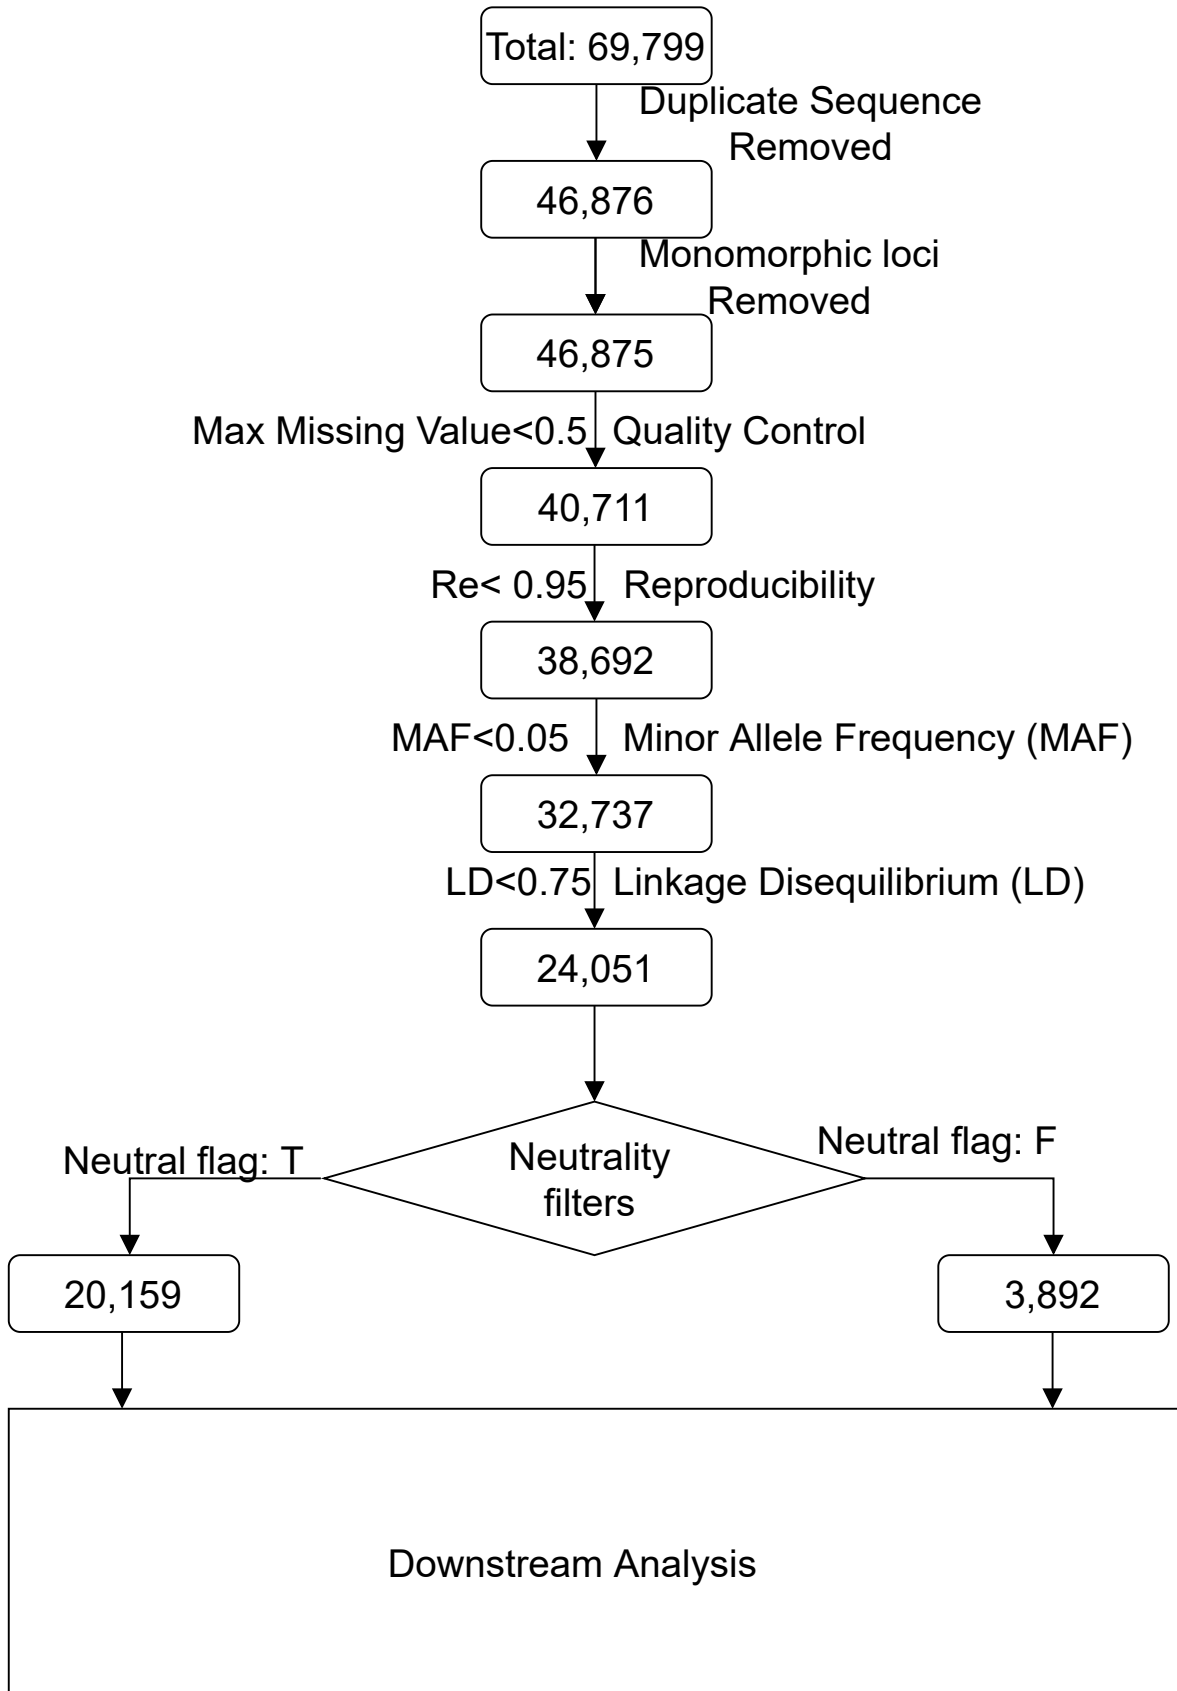 Total: 69,799
Duplicate Sequence
Removed
46,876
Monomorphic loci
Removed
46,875
Max Missing Value<0.5 Quality Control
40,711
Re< 0.95 Reproducibility
38,692
MAF<0.05 Minor Allele Frequency (MAF)
32,737
LD<0.75 Linkage Disequilibrium (LD)
24,051
Neutral flag: T
Neutrality
filters
Neutral flag: F
20,159
3,892
Downstream Analysis